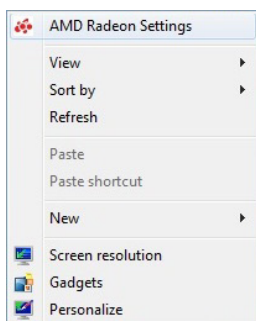 AMD Radeon Settings
View
Sort by
Refresh
Paste
Paste shortcut
New
Screen resolution
Gadgets
Personalize